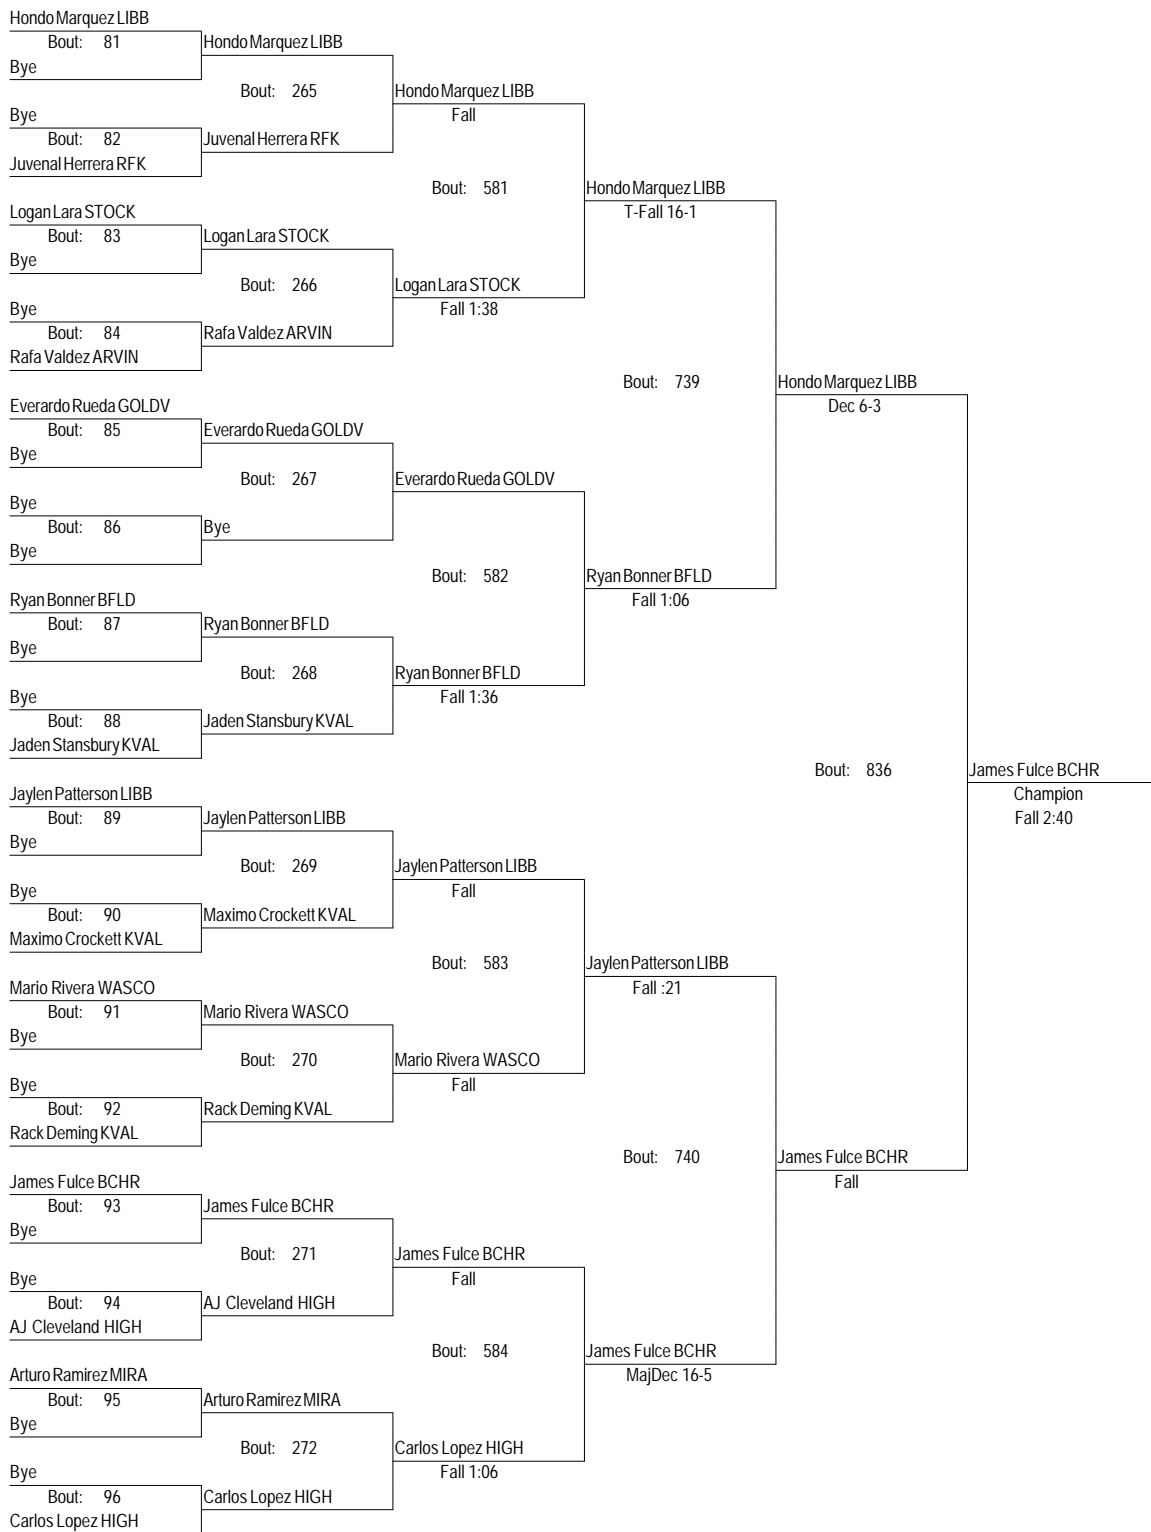 Hondo Marquez LIBB
Bout: 81
Hondo Marquez LIBB
Bye
Bout: 265
Hondo Marquez LIBB
Fall
Bye
Bout: 82
Juvenal Herrera RFK
Juvenal Herrera RFK
Bout: 581
Hondo Marquez LIBB
T-Fall 16-1
Logan Lara STOCK
Bout: 83
Logan Lara STOCK
Bye
Bout: 266
Logan Lara STOCK
Fall 1:38
Bye
Bout: 84
Rafa Valdez ARVIN
Rafa Valdez ARVIN
Bout: 739
Hondo Marquez LIBB
Dec 6-3
Everardo Rueda GOLDV
Bout: 85
Everardo Rueda GOLDV
Bye
Bout: 267
Everardo Rueda GOLDV
Bye
Bout: 86
Bye
Bye
Bout: 582
Ryan Bonner BFLD
Fall 1:06
Ryan Bonner BFLD
Bout: 87
Ryan Bonner BFLD
Bye
Bout: 268
Ryan Bonner BFLD
Fall 1:36
Bye
Bout: 88
Jaden Stansbury KVAL
Jaden Stansbury KVAL
Bout: 836
James Fulce BCHR
Champion
Fall 2:40
Jaylen Patterson LIBB
Bout: 89
Jaylen Patterson LIBB
Bye
Bout: 269
Jaylen Patterson LIBB
Fall
Bye
Bout: 90
Maximo Crockett KVAL
Maximo Crockett KVAL
Bout: 583
Jaylen Patterson LIBB
Fall :21
Mario Rivera WASCO
Bout: 91
Mario Rivera WASCO
Bye
Bout: 270
Mario Rivera WASCO
Fall
Bye
Bout: 92
Rack Deming KVAL
Rack Deming KVAL
Bout: 740
James Fulce BCHR
Fall
James Fulce BCHR
Bout: 93
James Fulce BCHR
Bye
Bout: 271
James Fulce BCHR
Fall
Bye
Bout: 94
AJ Cleveland HIGH
AJ Cleveland HIGH
Bout: 584
James Fulce BCHR
MajDec 16-5
Arturo Ramirez MIRA
Bout: 95
Arturo Ramirez MIRA
Bye
Bout: 272
Carlos Lopez HIGH
Fall 1:06
Bye
Bout: 96
Carlos Lopez HIGH
Carlos Lopez HIGH